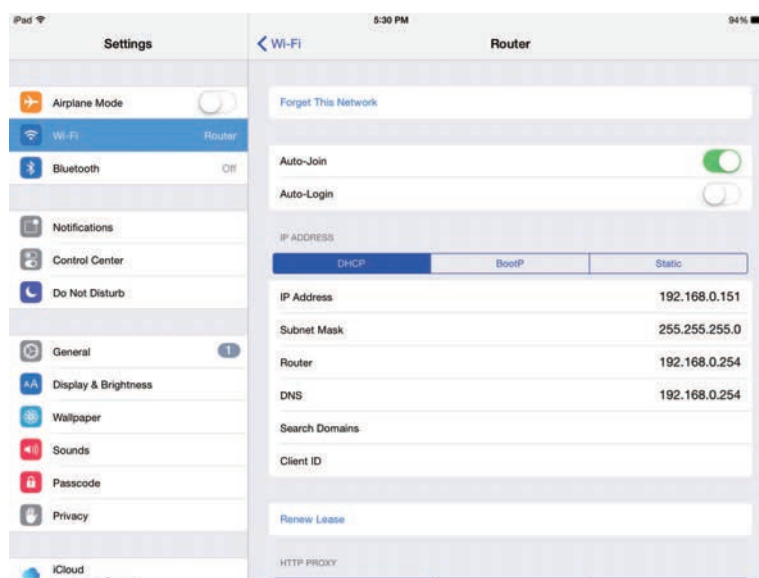 iPad 5:30 PM 94%
Settings
Wi-Fi Router
Airplane Mode
Wi-Fi Router
Bluetooth Off
Notifications
Control Center
Do Not Disturb
General 1
Display & Brightness
AA
Wallpaper
Sounds
Passcode
Privacy
iCloud
Forget This Network
Auto-Join
Auto-Login
IP ADDRESS
DHCP BootP Static
IP Address 192.168.0.151
Subnet Mask 255.255.255.0
Router 192.168.0.254
DNS 192.168.0.254
Search Domains
Client ID
Renew Lease
HTTP PROXY